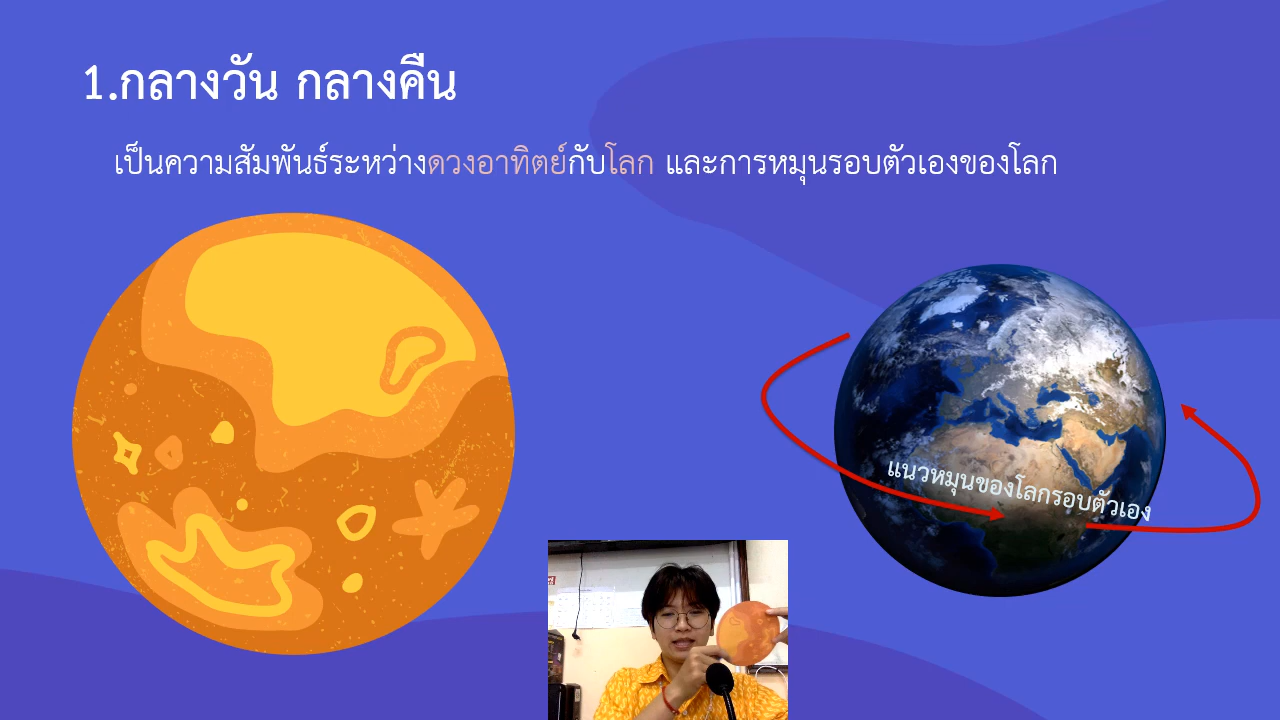 1.กลางวัน กลางคืน
เป็นความสัมพันธ์ระหว่างดวงอาทิตย์กับโลก และการหมุนรอบตัวเองของโลก
แนวหมุนของโลกรอบตัวเอง